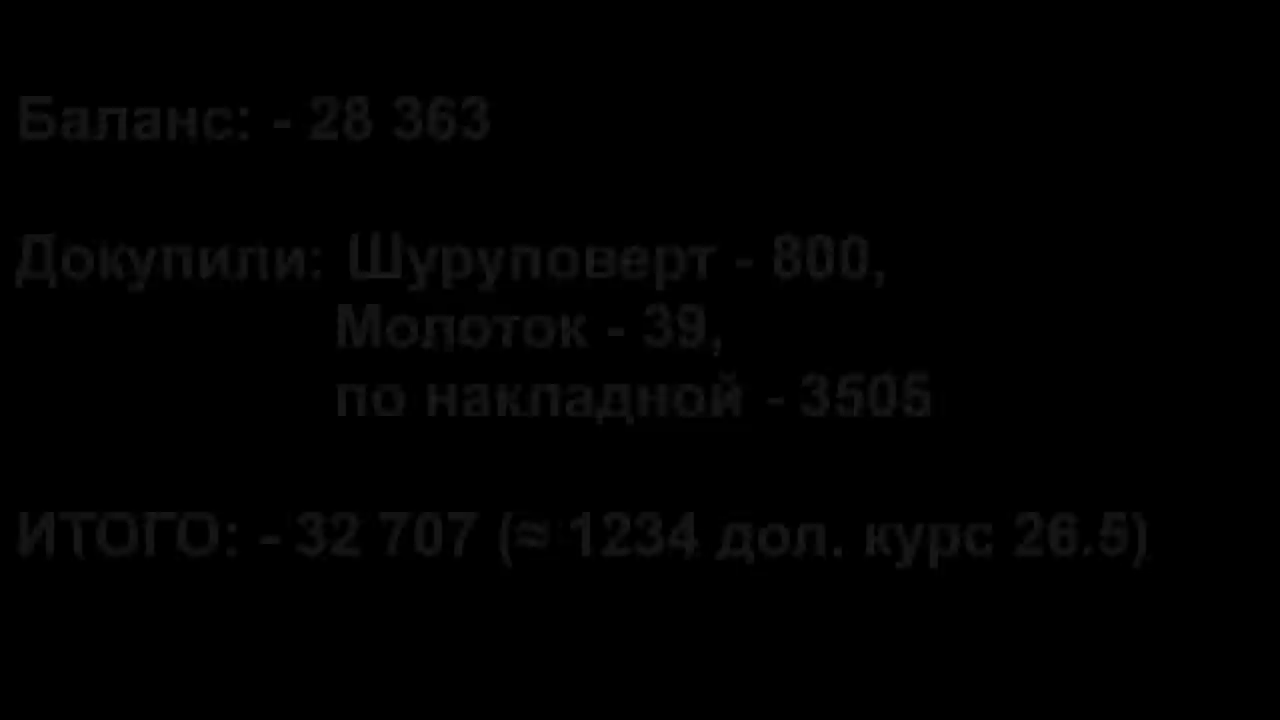 Баланс: - 28 363
Докупили: Шуруповерт - 800,
Молоток - 39,
по накладной - 3505
ИТОГО: - 32 707 (≈ 1234 дол. курс 26.5)